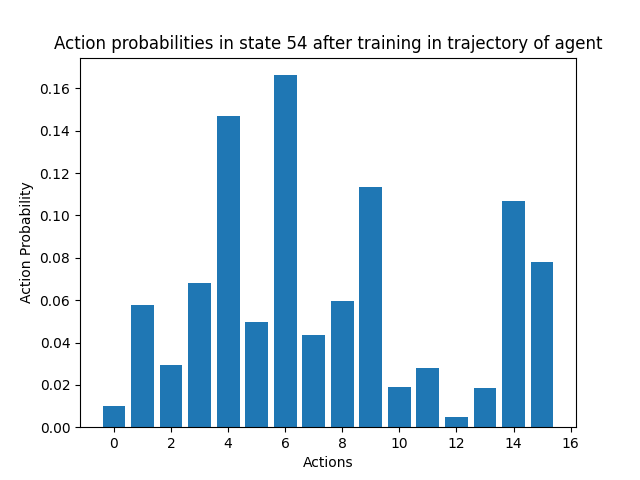 Action probabilities in state 54 after training in trajectory of agent
0.16
0.14
0.12
0.10
0.08
0.06
0.04
0.02
0.00
Action Probability
0 2 4 6 8 10 12 14 16
Actions